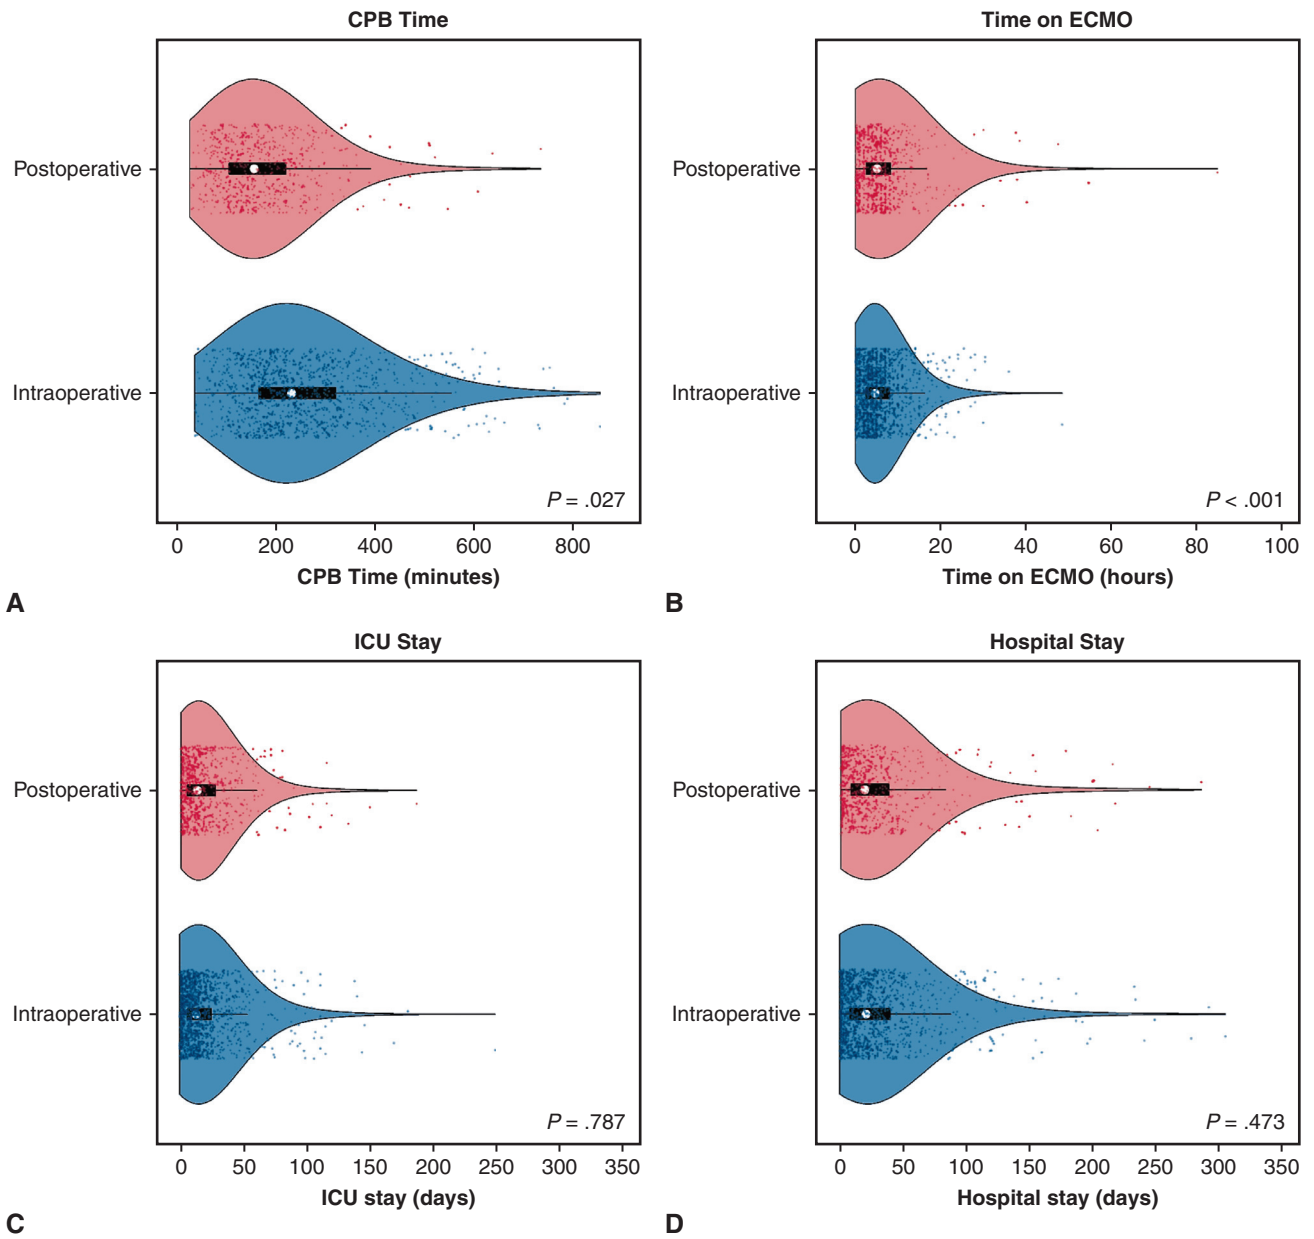 CPB Time
Postoperative
Intraoperative
P = .027
0 200 400 600 800
CPB Time (minutes)
A
Time on ECMO
Postoperative
Intraoperative
P < .001
0 20 40 60 80 100
Time on ECMO (hours)
B
ICU Stay
Postoperative
Intraoperative
P = .787
0 50 100 150 200 250 300 350
ICU stay (days)
C
Hospital Stay
Postoperative
Intraoperative
P = .473
0 50 100 150 200 250 300 350
Hospital stay (days)
D